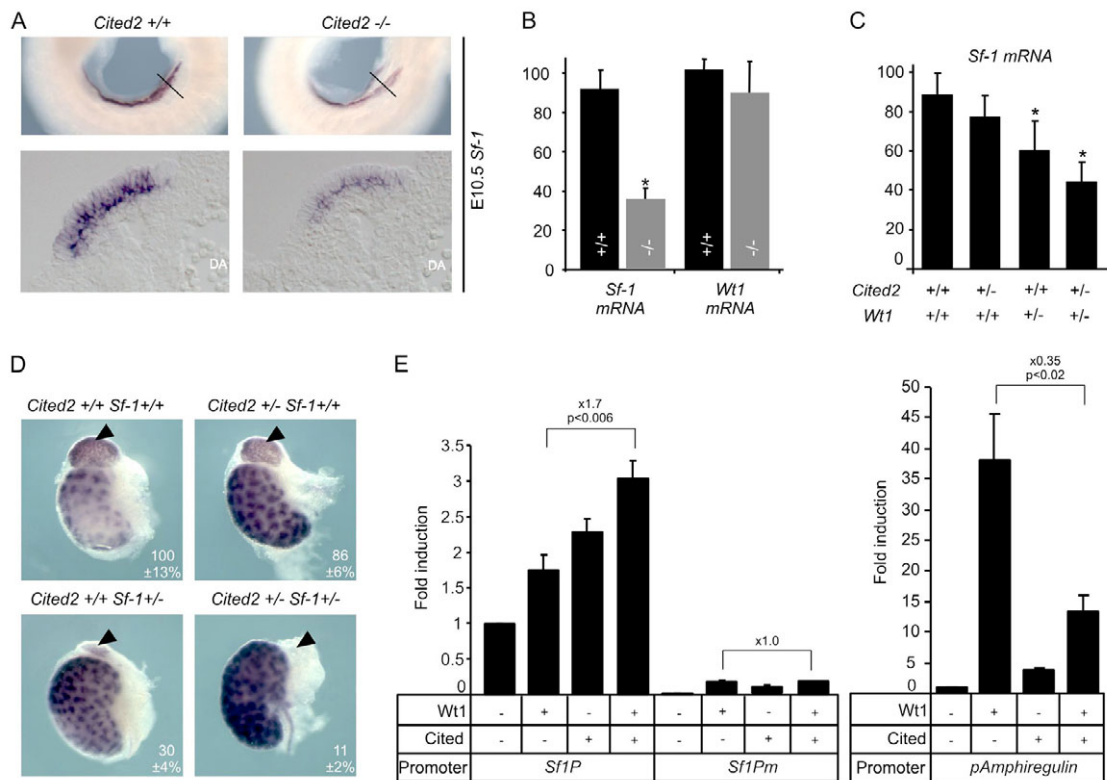 A
Cited2 +/+
Cited2 -/-
E10.5 Sf-1
DA
DA
B
100
80
60
40
20
0
*
+/+
-/-
+/+
-/-
Sf-1
mRNA
Wt1
mRNA
C
Sf-1 mRNA
100
80
60
40
20
0
*
*
Cited2 +/+ +/- +/+ +/-
Wt1 +/+ +/+ +/- +/-
D
Cited2 +/+ Sf-1+/+
Cited2 +/- Sf-1+/+
100
±13%
86
±6%
Cited2 +/+ Sf-1+/-
Cited2 +/- Sf-1+/-
30
±4%
11
±2%
E
Fold induction
3.5
3
2.5
2
1.5
1
0.5
0
x1.7
p<0.006
x1.0
Wt1 - + - + - + - +
Cited - - + + - - + +
Promoter Sf1P Sf1Pm
Fold induction
50
45
40
35
30
25
20
15
10
5
0
x0.35
p<0.02
Wt1 - + - +
Cited - - + +
Promoter pAmphiregulin